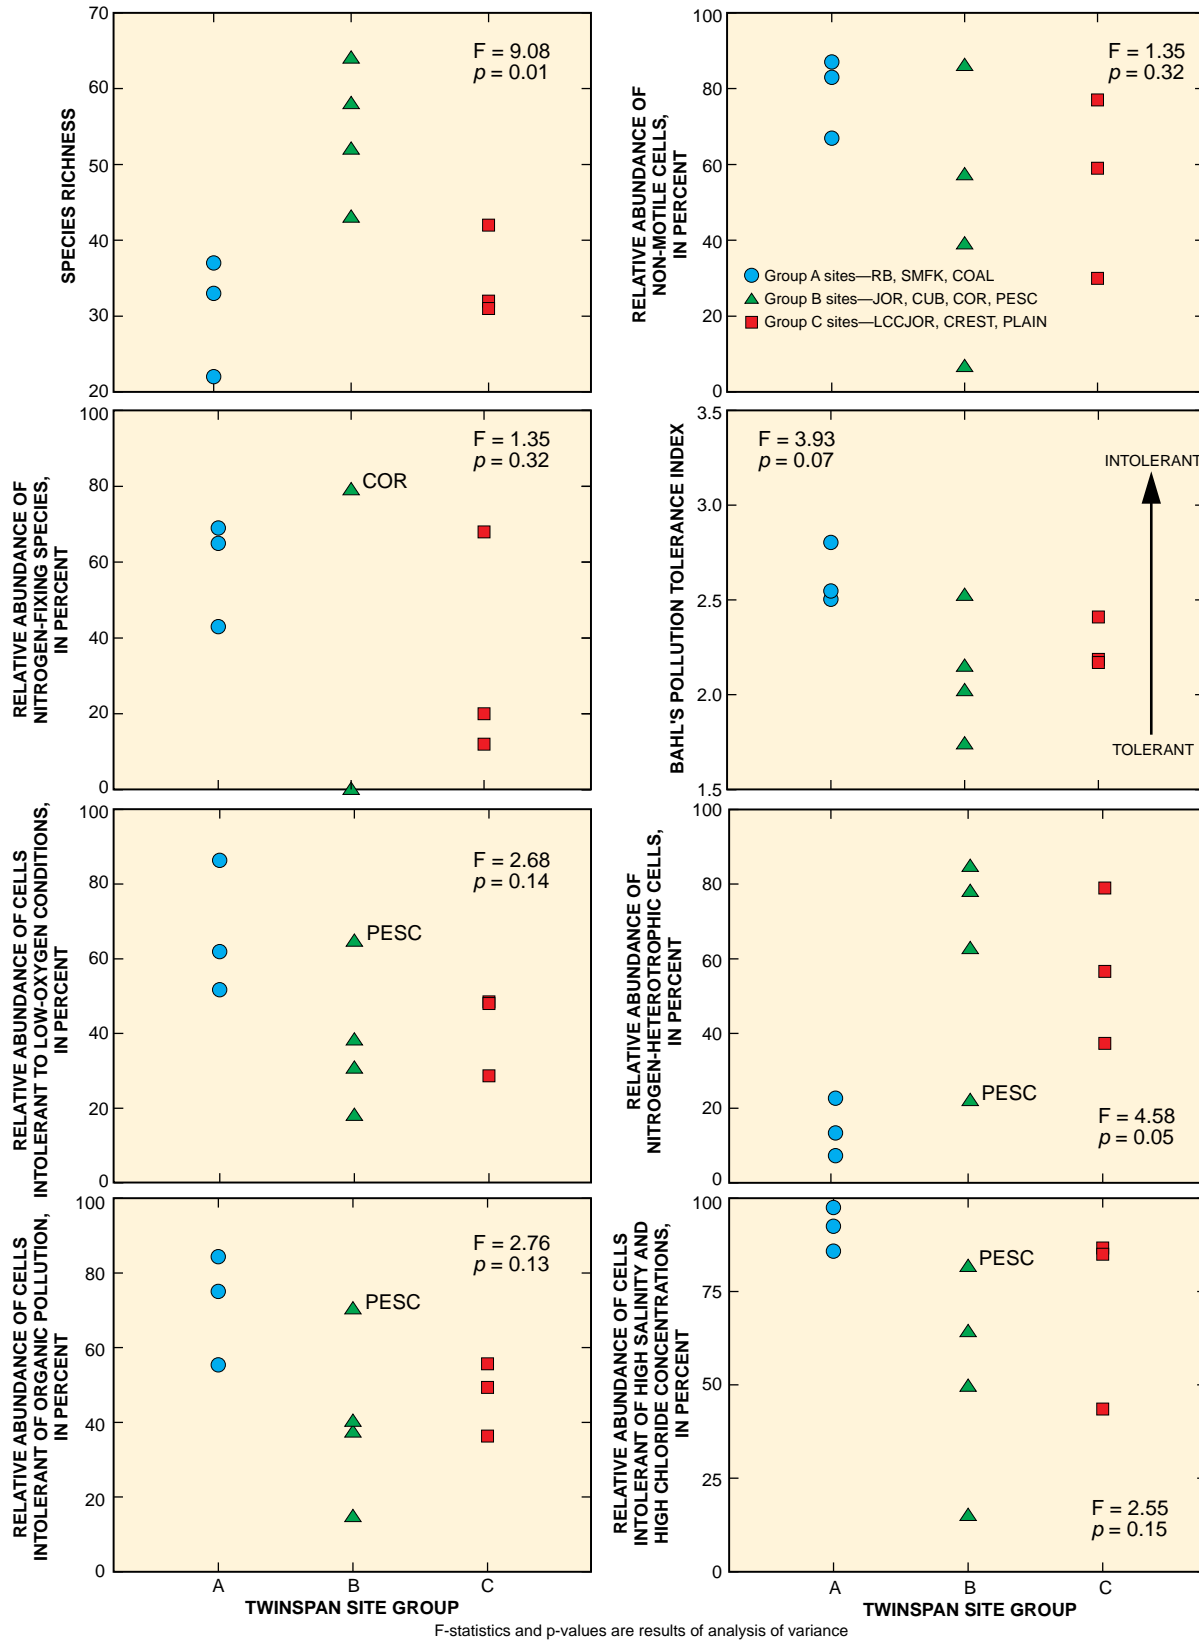 SPECIES RICHNESS
70
60
50
40
30
20
F = 9.08
p = 0.01
RELATIVE ABUNDANCE OF
NON-MOTILE CELLS,
IN PERCENT
100
80
60
40
20
0
F = 1.35
p = 0.32
Group A sites—RB, SMFK, COAL
Group B sites—JOR, CUB, COR, PESC
Group C sites—LCCJOR, CREST, PLAIN
RELATIVE ABUNDANCE OF
NITROGEN-FIXING SPECIES,
IN PERCENT
100
80
60
40
20
0
F = 1.35
p = 0.32
COR
BAHL'S POLLUTION TOLERANCE INDEX
3.5
3.0
2.5
2.0
1.5
F = 3.93
p = 0.07
INTOLERANT
TOLERANT
RELATIVE ABUNDANCE OF CELLS
INTOLERANT TO LOW-OXYGEN CONDITIONS,
IN PERCENT
100
80
60
40
20
0
F = 2.68
p = 0.14
PESC
RELATIVE ABUNDANCE OF
NITROGEN-HETEROTROPHIC CELLS,
IN PERCENT
100
80
60
40
20
0
PESC
F = 4.58
p = 0.05
RELATIVE ABUNDANCE OF CELLS
INTOLERANT OF ORGANIC POLLUTION,
IN PERCENT
100
80
60
40
20
0
F = 2.76
p = 0.13
PESC
A B C
TWINSPAN SITE GROUP
RELATIVE ABUNDANCE OF CELLS
INTOLERANT OF HIGH SALINITY AND
HIGH CHLORIDE CONCENTRATIONS,
IN PERCENT
100
75
50
25
0
PESC
F = 2.55
p = 0.15
A B C
TWINSPAN SITE GROUP
F-statistics and p-values are results of analysis of variance